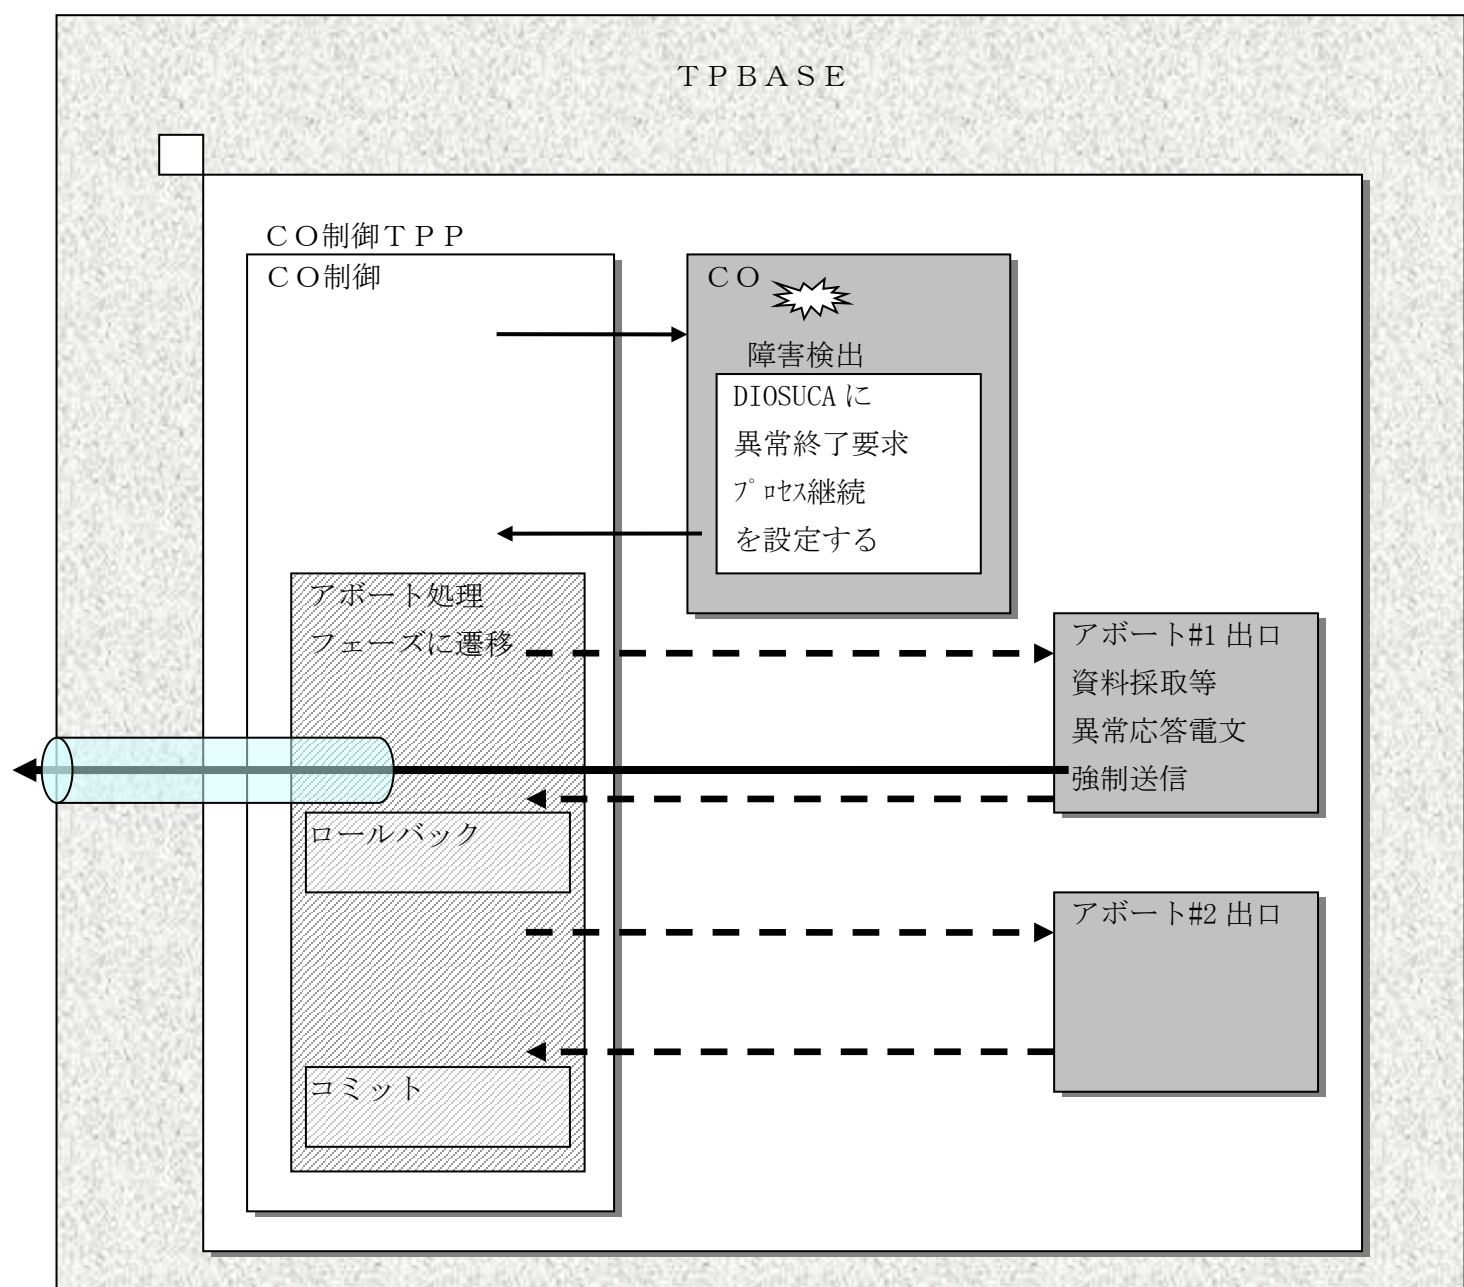 ＴＰＢＡＳＥ
ＣＯ制御ＴＰＰ
ＣＯ制御
ＣＯ
障害検出
DIOSUCA に
異常終了要求
ﾌﾟﾛｾｽ継続
を設定する
アボート処理
フェーズに遷移
アボート#1 出口
資料採取等
異常応答電文
強制送信
ロールバック
アボート#2 出口
コミット